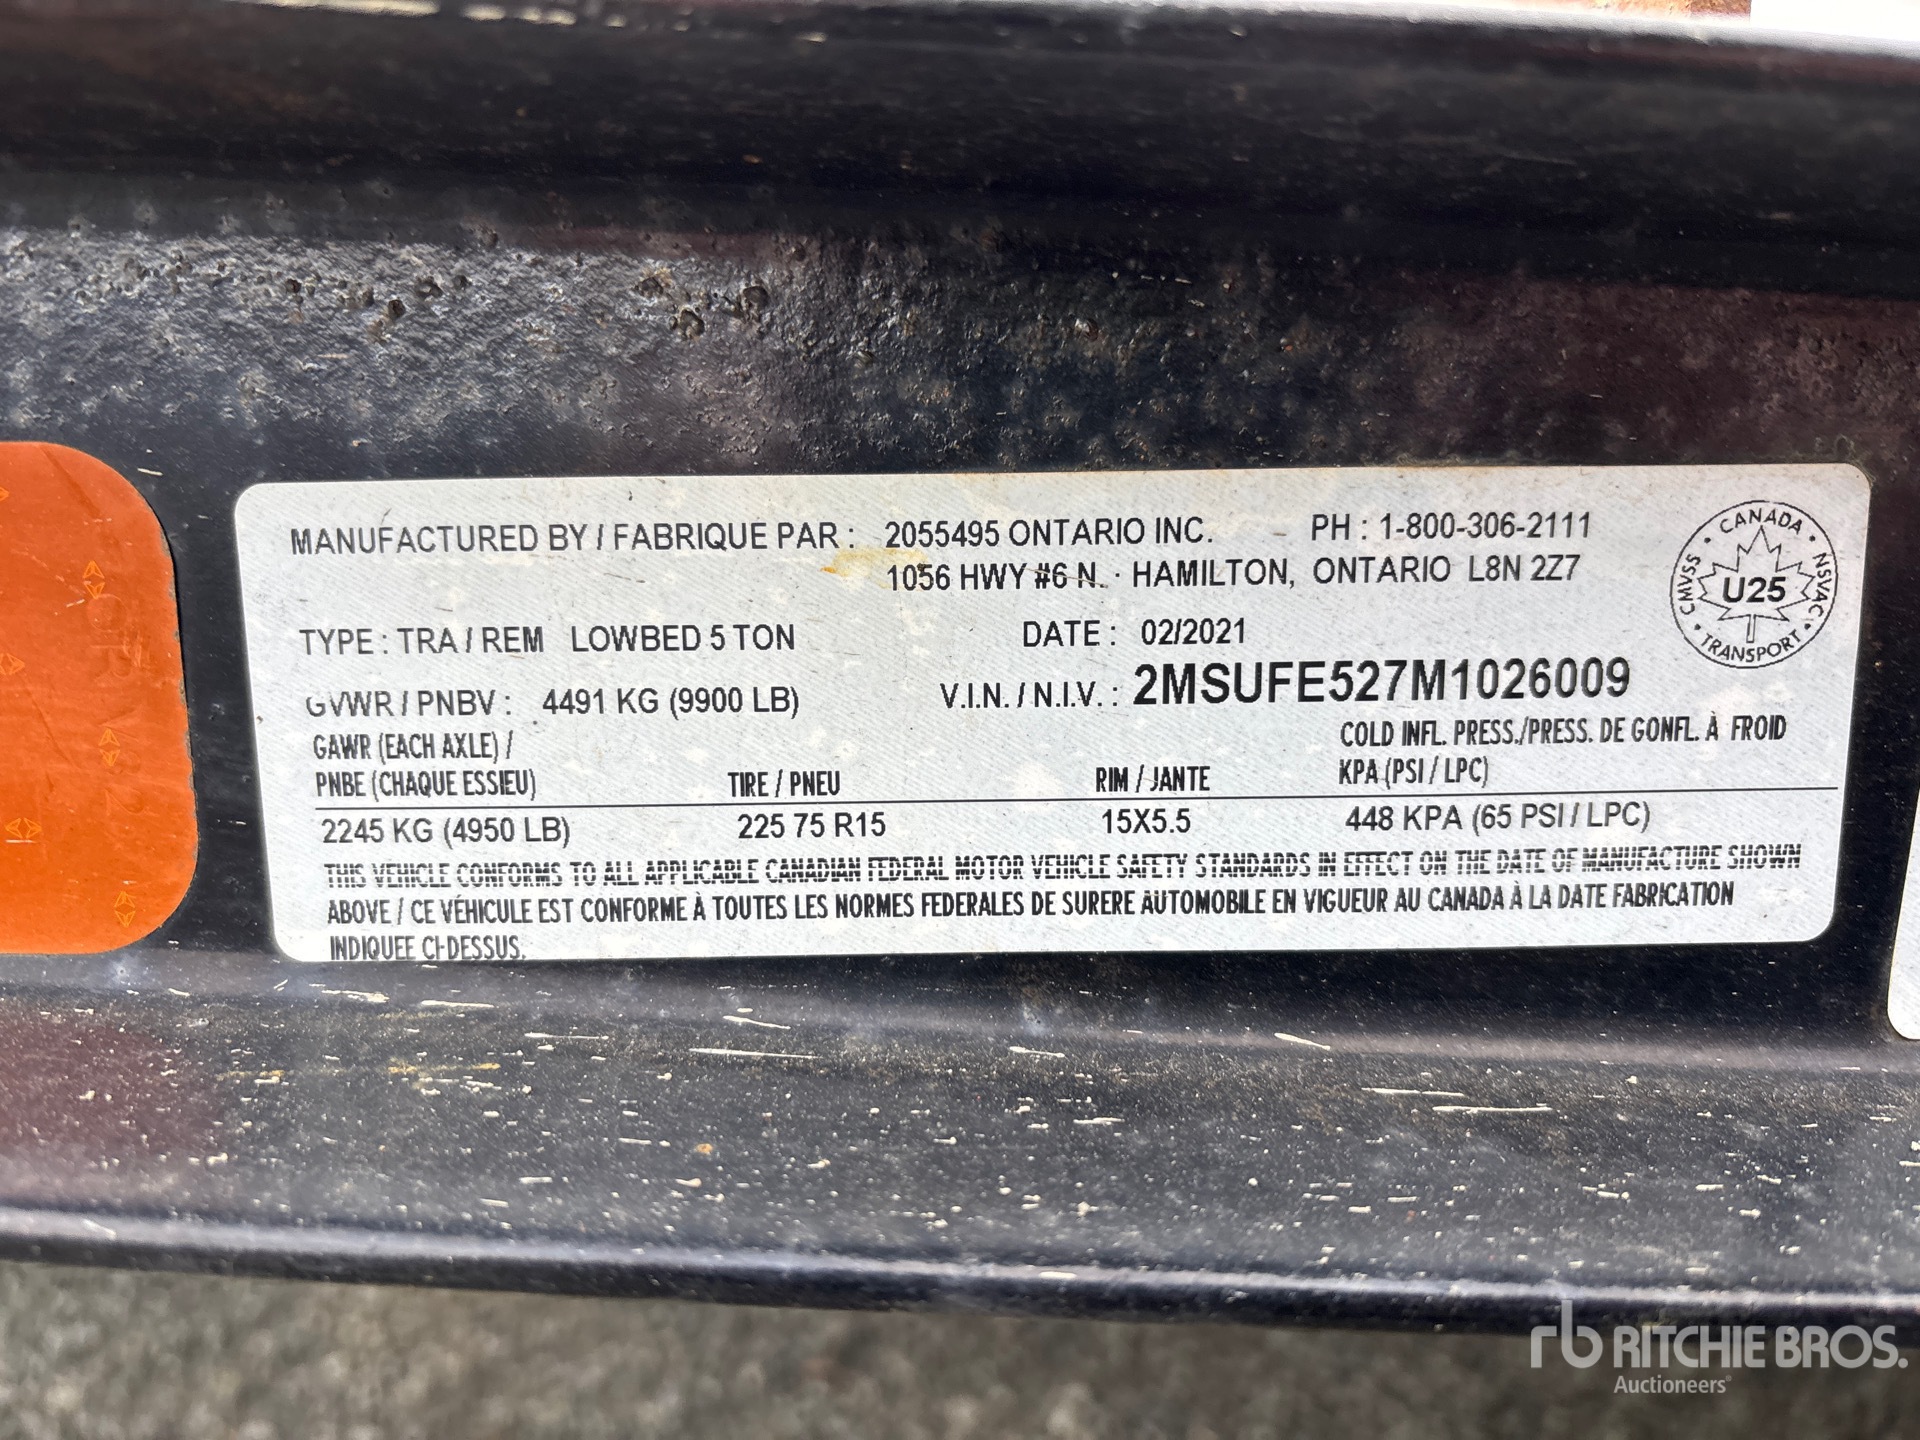 MANUFACTURED BY / FABRIQUE PAR : 2055495 ONTARIO INC. PH : 1-800-306-2111
1056 HWY #6 N. · HAMILTON, ONTARIO L8N 2Z7
CANADA · NSVAC · TRANSPORT · CMVSS ·
U25
TYPE : TRA / REM LOWBED 5 TON DATE : 02/2021
GVWR / PNBV : 4491 KG (9900 LB) V.I.N. / N.I.V. : 2MSUFE527M1026009
GAWR (EACH AXLE) / COLD INFL. PRESS./PRESS. DE GONFL. À FROID
PNBE (CHAQUE ESSIEU) TIRE / PNEU RIM / JANTE KPA (PSI / LPC)
2245 KG (4950 LB) 225 75 R15 15X5.5 448 KPA (65 PSI / LPC)
THIS VEHICLE CONFORMS TO ALL APPLICABLE CANADIAN FEDERAL MOTOR VEHICLE SAFETY STANDARDS IN EFFECT ON THE DATE OF MANUFACTURE SHOWN
ABOVE / CE VÉHICULE EST CONFORME À TOUTES LES NORMES FEDERALES DE SURERE AUTOMOBILE EN VIGUEUR AU CANADA À LA DATE FABRICATION
INDIQUEE CI-DESSUS.
rb RITCHIE BROS.
Auctioneers